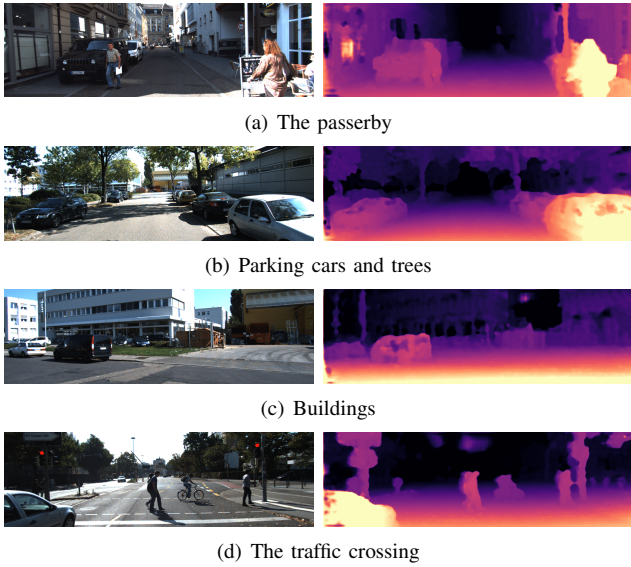 (a) The passerby
(b) Parking cars and trees
(c) Buildings
(d) The traffic crossing